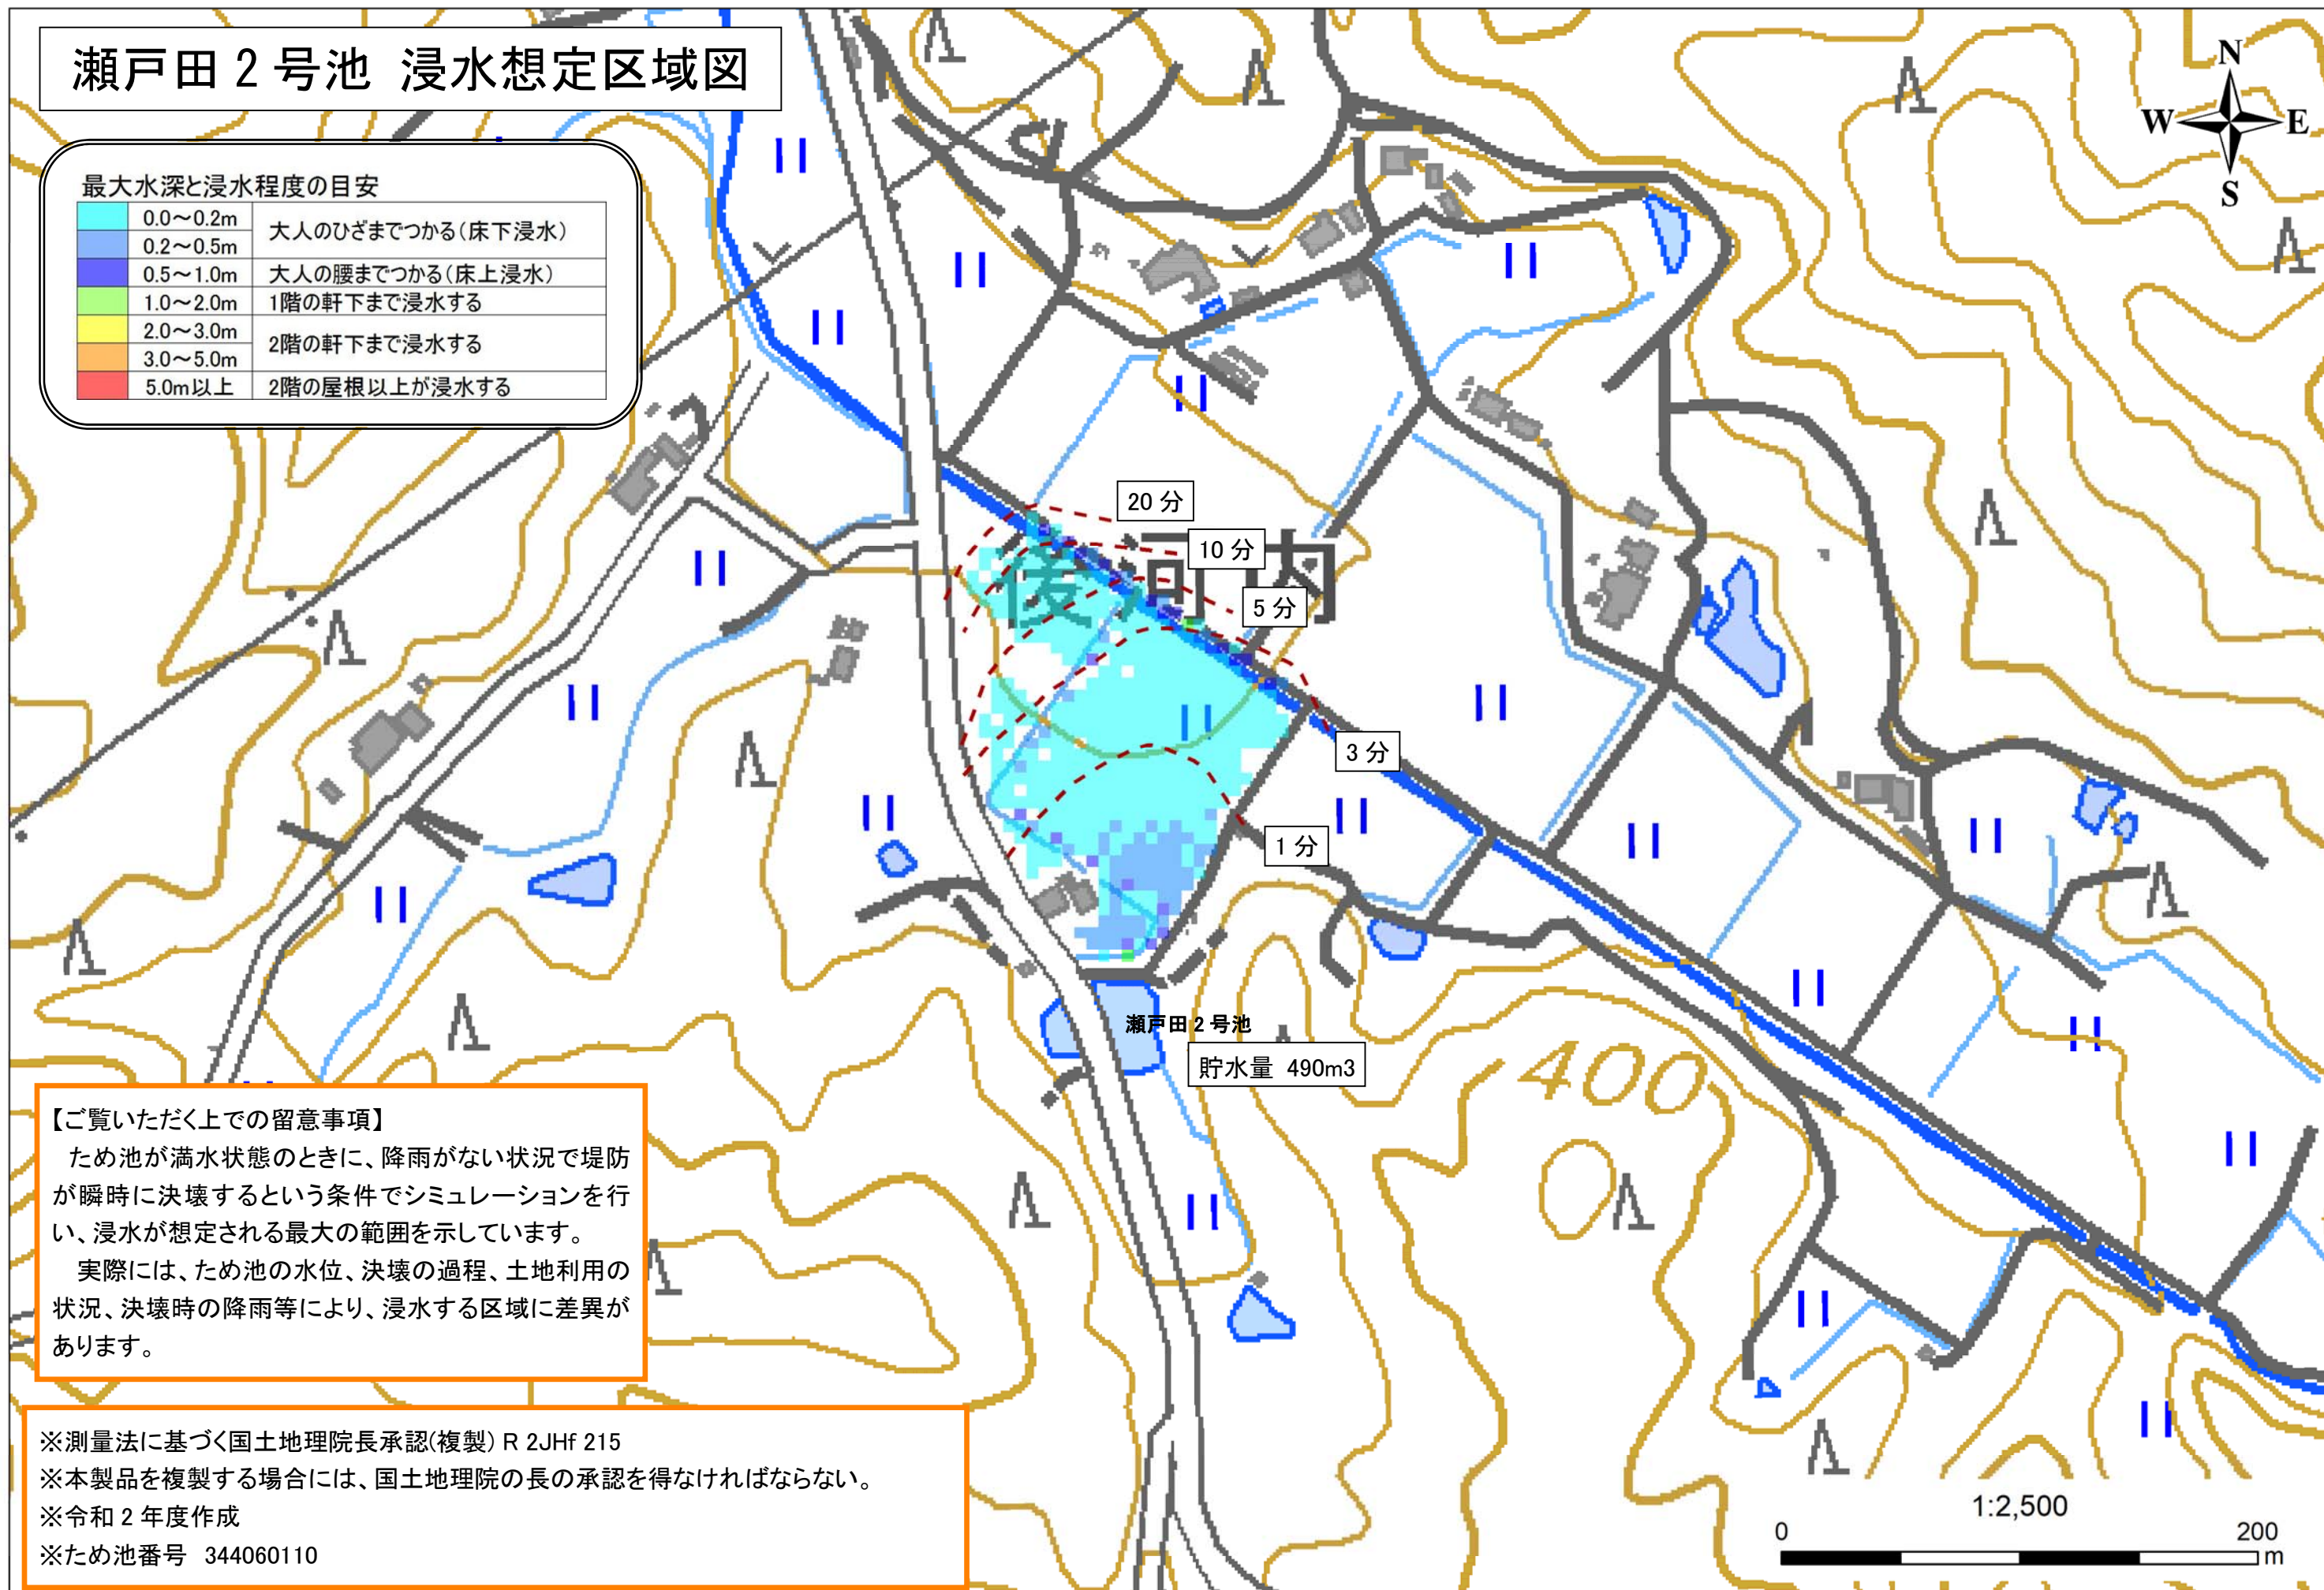 瀬戸田２号池 浸水想定区域図
N
W E
S
最大水深と浸水程度の目安
0.0～0.2m
大人のひざまでつかる(床下浸水)
0.2～0.5m
0.5～1.0m 大人の腰までつかる(床上浸水)
1.0～2.0m 1階の軒下まで浸水する
2.0～3.0m
2階の軒下まで浸水する
3.0～5.0m
5.0m以上 2階の屋根以上が浸水する
20 分
10 分
後河内
5 分
3 分
1 分
瀬戸田２号池
貯水量 490m3
400
【ご覧いただく上での留意事項】
ため池が満水状態のときに、降雨がない状況で堤防
が瞬時に決壊するという条件でシミュレーションを行
い、浸水が想定される最大の範囲を示しています。
実際には、ため池の水位、決壊の過程、土地利用の
状況、決壊時の降雨等により、浸水する区域に差異が
あります。
※測量法に基づく国土地理院長承認(複製) R 2JHf 215
※本製品を複製する場合には、国土地理院の長の承認を得なければならない。
※令和２年度作成
※ため池番号 344060110
1:2,500
0 200
m